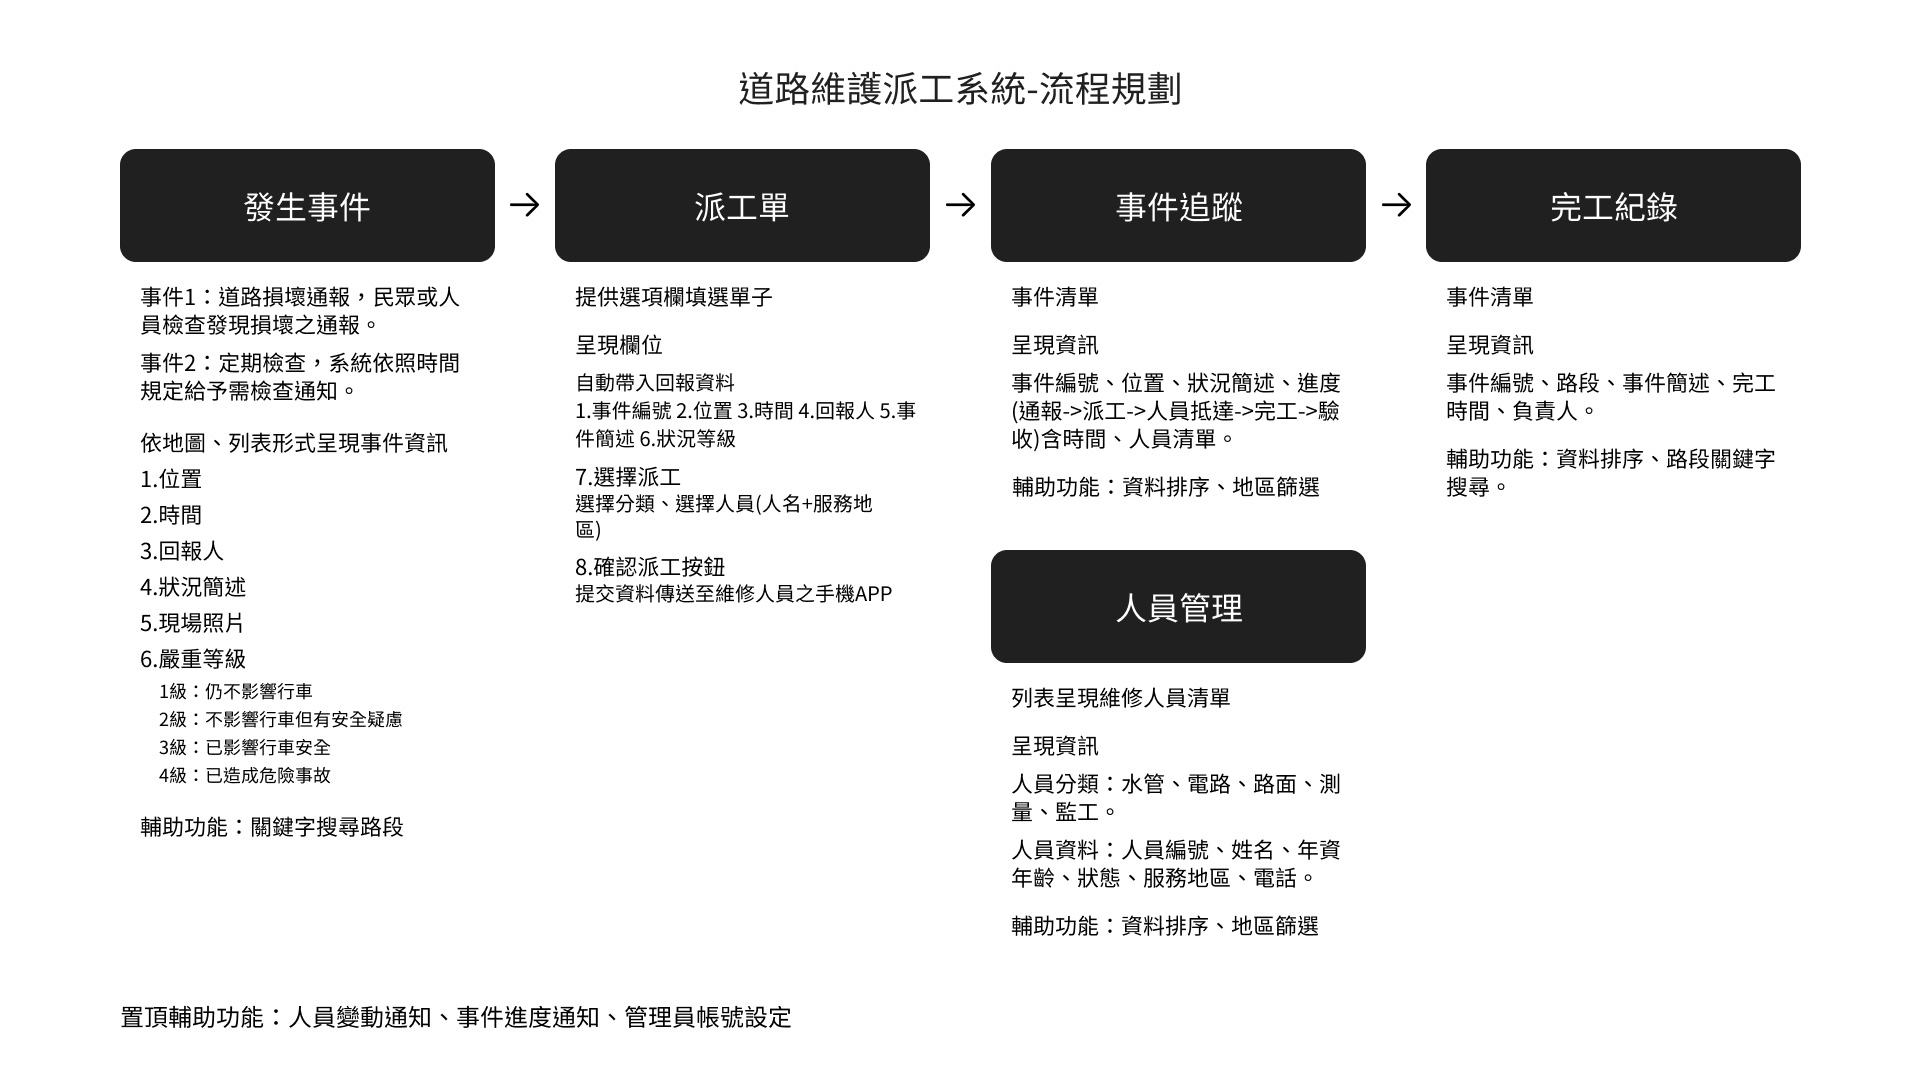 道路維護派工系統-流程規劃
發生事件
事件1：道路損壞通報，民眾或人
員檢查發現損壞之通報。
事件2：定期檢查，系統依照時間
規定給予需檢查通知。
依地圖、列表形式呈現事件資訊
1.位置
2.時間
3.回報人
4.狀況簡述
5.現場照片
6.嚴重等級
1級：仍不影響行車
2級：不影響行車但有安全疑慮
3級：已影響行車安全
4級：已造成危險事故
輔助功能：關鍵字搜尋路段
派工單
提供選項欄填選單子
呈現欄位
自動帶入回報資料
1.事件編號 2.位置 3.時間 4.回報人 5.事
件簡述 6.狀況等級
7.選擇派工
選擇分類、選擇人員(人名+服務地
區)
8.確認派工按鈕
提交資料傳送至維修人員之手機APP
事件追蹤
事件清單
呈現資訊
事件編號、位置、狀況簡述、進度
(通報->派工->人員抵達->完工->驗
收)含時間、人員清單。
輔助功能：資料排序、地區篩選
人員管理
列表呈現維修人員清單
呈現資訊
人員分類：水管、電路、路面、測
量、監工。
人員資料：人員編號、姓名、年資
年齡、狀態、服務地區、電話。
輔助功能：資料排序、地區篩選
完工紀錄
事件清單
呈現資訊
事件編號、路段、事件簡述、完工
時間、負責人。
輔助功能：資料排序、路段關鍵字
搜尋。
置頂輔助功能：人員變動通知、事件進度通知、管理員帳號設定